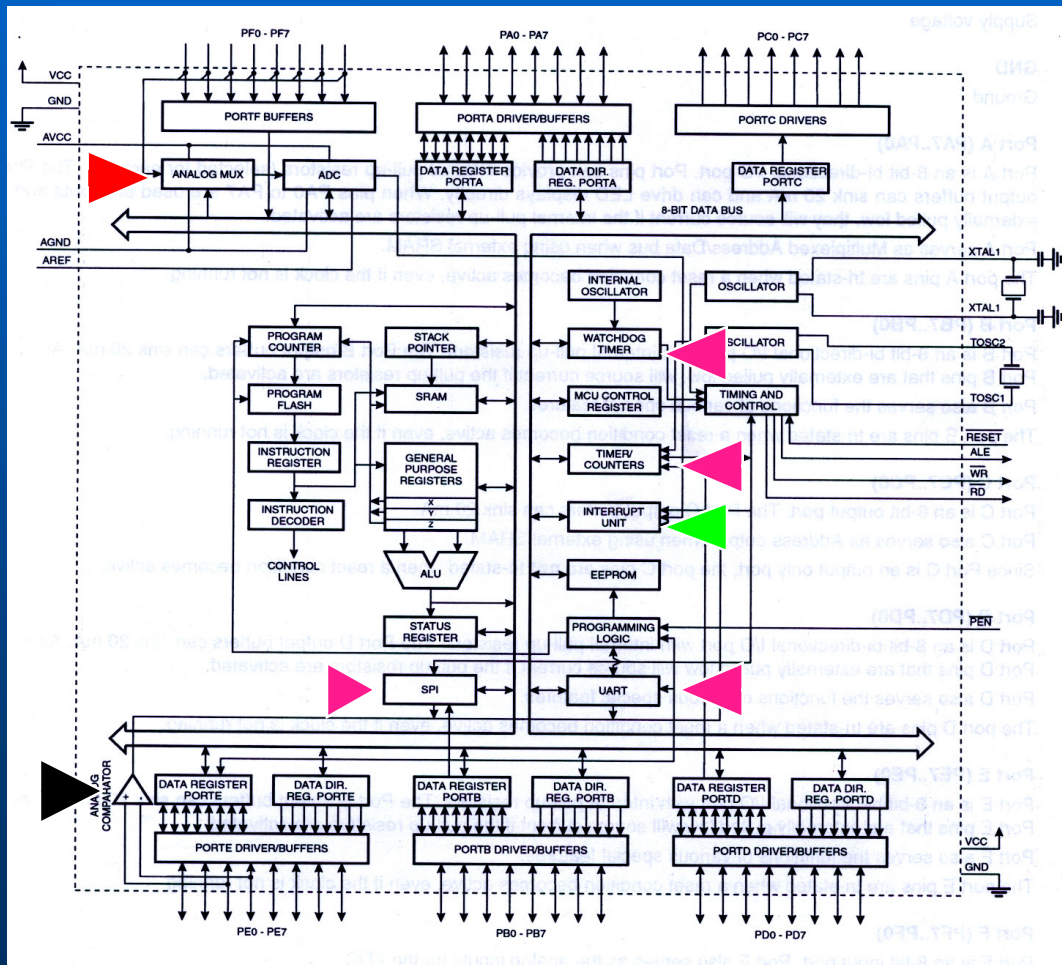 PF0 - PF7
PA0 - PA7
PC0 - PC7
VCC
GND
AVCC
AGND
AREF
PORTF BUFFERS
PORTA DRIVER/BUFFERS
PORTC DRIVERS
ANALOG MUX
ADC
DATA REGISTER
PORTA
DATA DIR.
REG. PORTA
DATA REGISTER
PORTC
8-BIT DATA BUS
XTAL1
XTAL1
TOSC2
TOSC1
INTERNAL
OSCILLATOR
OSCILLATOR
PROGRAM
COUNTER
STACK
POINTER
WATCHDOG
TIMER
PROGRAM
FLASH
SRAM
MCU CONTROL
REGISTER
TIMING AND
CONTROL
RESET
ALE
WR
RD
INSTRUCTION
REGISTER
GENERAL
PURPOSE
REGISTERS
X
Y
Z
TIMER/
COUNTERS
INSTRUCTION
DECODER
INTERRUPT
UNIT
CONTROL
LINES
ALU
EEPROM
STATUS
REGISTER
PROGRAMMING
LOGIC
PEN
SPI
UART
COMPARATOR
+ -
DATA REGISTER
PORTE
DATA DIR.
REG. PORTE
DATA REGISTER
PORTB
DATA DIR.
REG. PORTB
DATA REGISTER
PORTD
DATA DIR.
REG. PORTD
PORTE DRIVER/BUFFERS
PORTB DRIVER/BUFFERS
PORTD DRIVER/BUFFERS
VCC
GND
PE0 - PE7
PB0 - PB7
PD0 - PD7